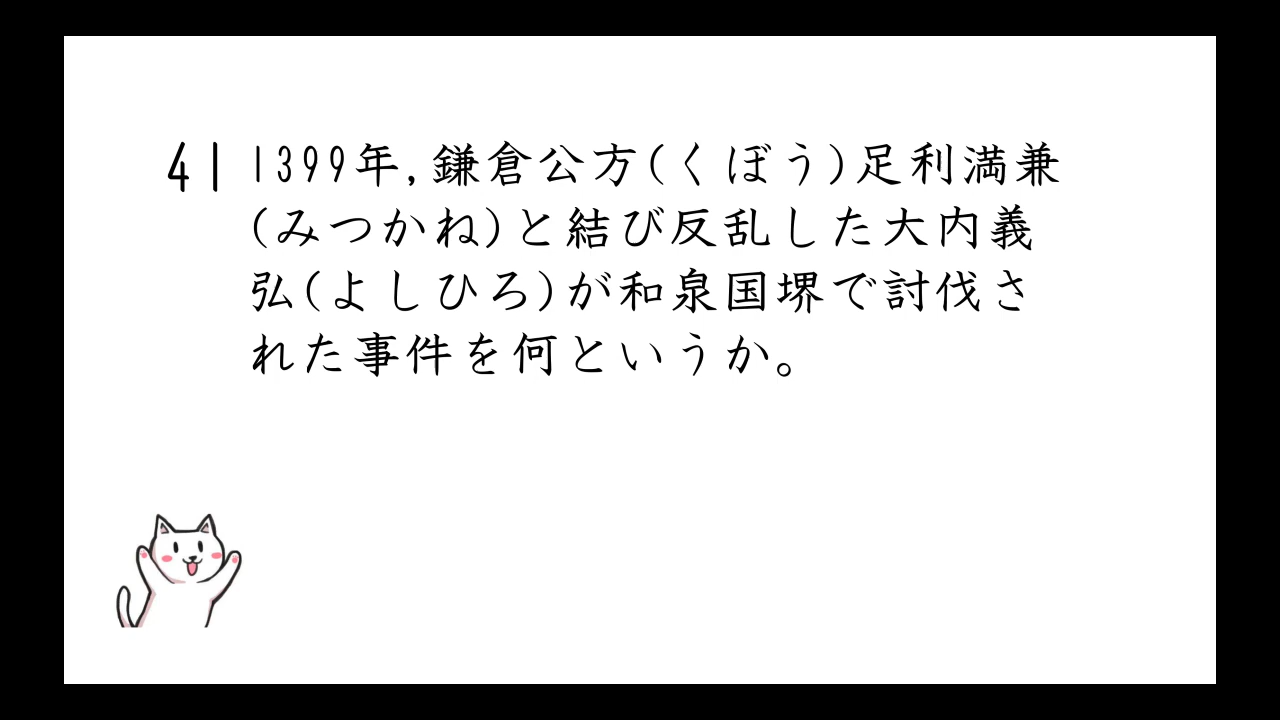 41 1399年,鎌倉公方(くぼう)足利満兼
(みつかね)と結び反乱した大内義
弘(よしひろ)が和泉国堺で討伐さ
れた事件を何というか。